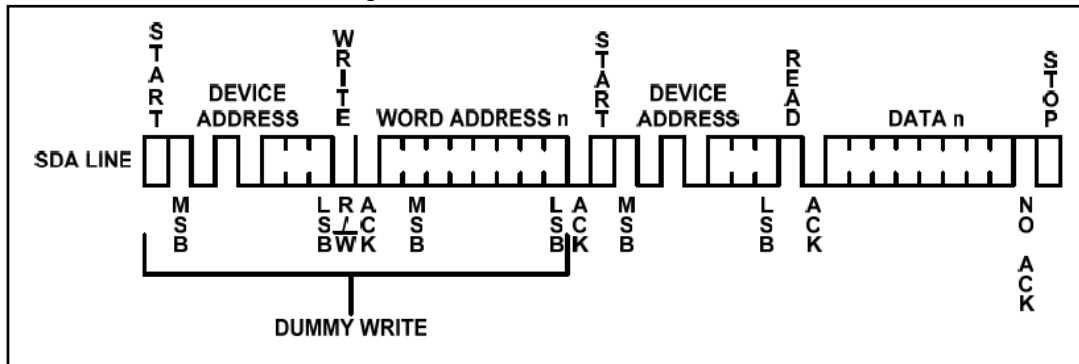 START
WRITE
START
READ
STOP
DEVICE
ADDRESS
WORD ADDRESS n
DEVICE
ADDRESS
DATA n
SDA LINE
MSB
LSB
R/W
ACK
MSB
LSB
ACK
MSB
LSB
ACK
NO ACK
DUMMY WRITE